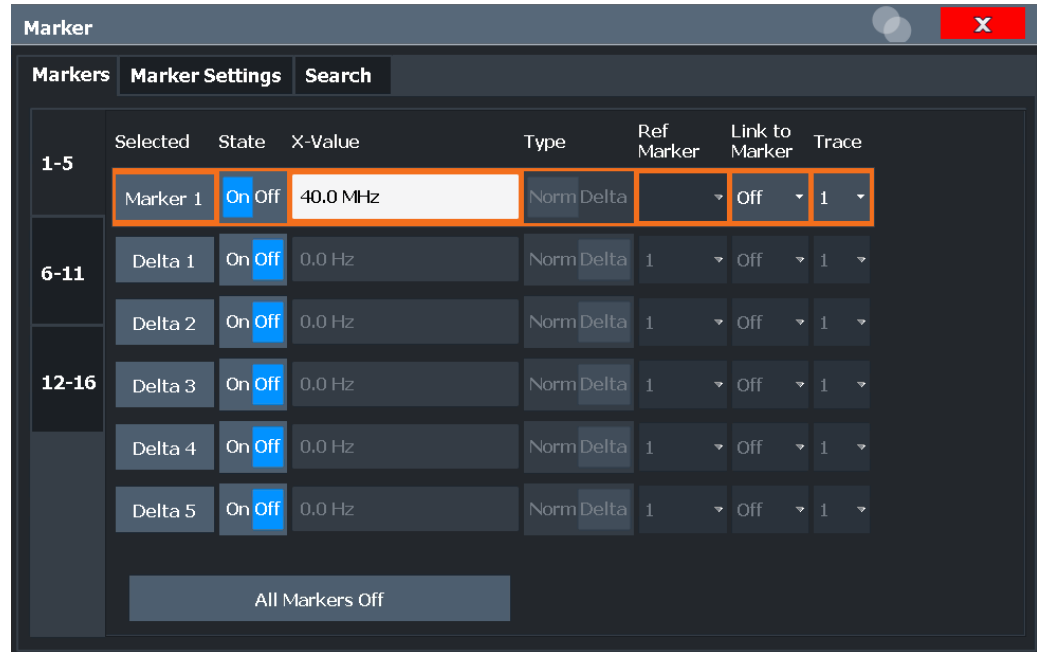 Marker X
Markers Marker Settings Search
1-5
Selected State X-Value Type Ref Marker Link to Marker Trace
Marker 1 On Off 40.0 MHz Norm Delta Off 1
6-11
Delta 1 On Off 0.0 Hz Norm Delta 1 Off 1
Delta 2 On Off 0.0 Hz Norm Delta 1 Off 1
12-16
Delta 3 On Off 0.0 Hz Norm Delta 1 Off 1
Delta 4 On Off 0.0 Hz Norm Delta 1 Off 1
Delta 5 On Off 0.0 Hz Norm Delta 1 Off 1
All Markers Off